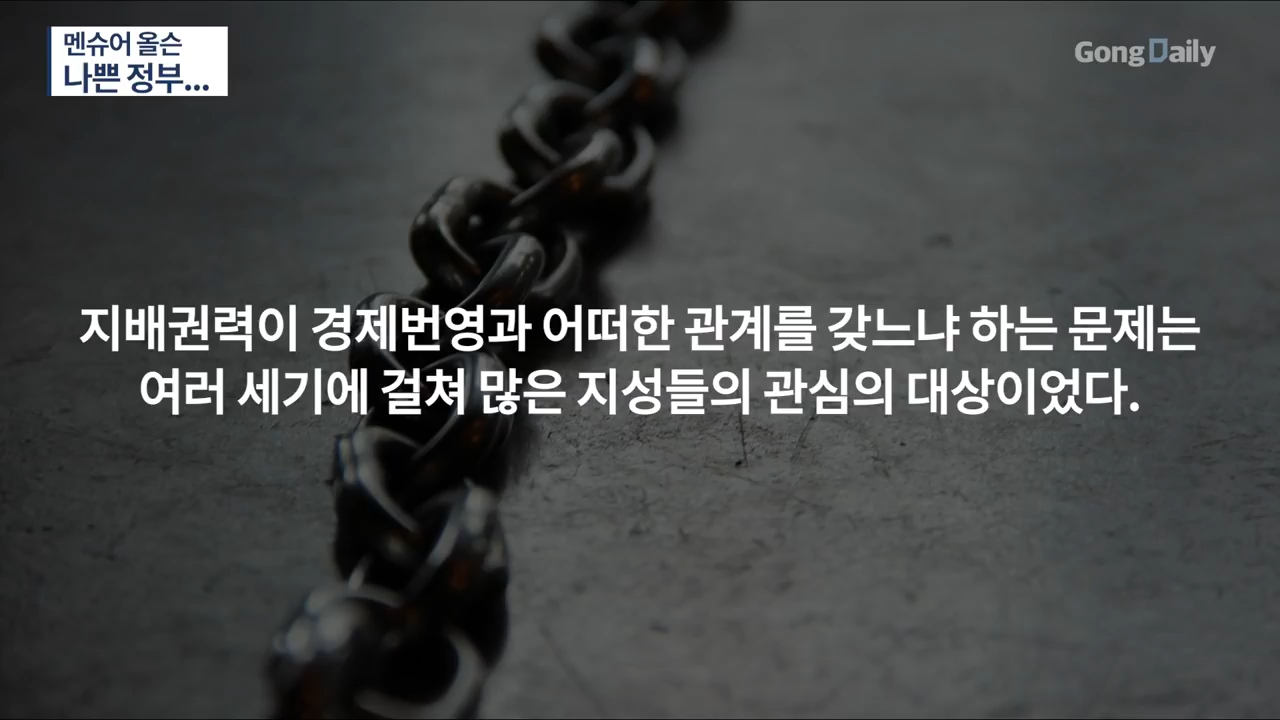 멘슈어 올슨
나쁜 정부...
Gong Daily
지배권력이 경제번영과 어떠한 관계를 갖느냐 하는 문제는
여러 세기에 걸쳐 많은 지성들의 관심의 대상이었다.